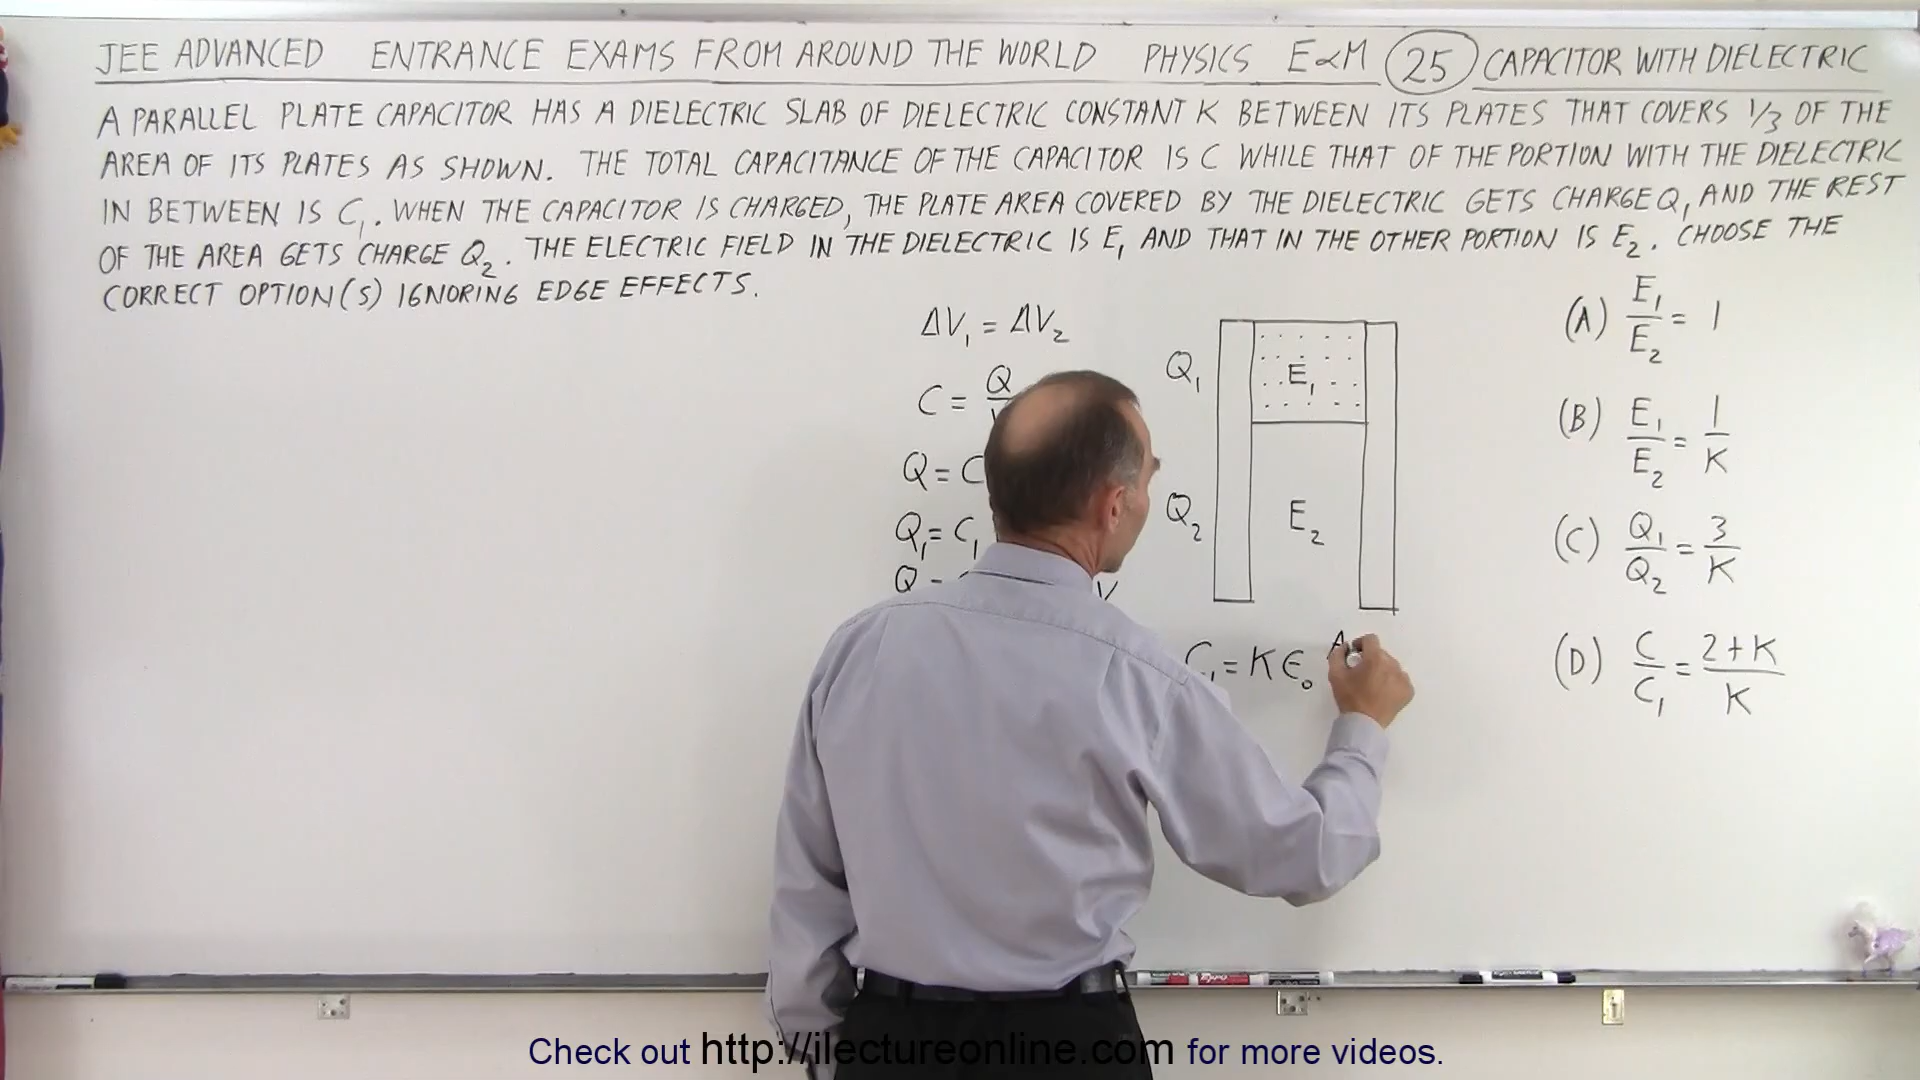 JEE ADVANCED ENTRANCE EXAMS FROM AROUND THE WORLD PHYSICS E&M 25 CAPACITOR WITH DIELECTRIC
A PARALLEL PLATE CAPACITOR HAS A DIELECTRIC SLAB OF DIELECTRIC CONSTANT K BETWEEN ITS PLATES THAT COVERS 1/3 OF THE
AREA OF ITS PLATES AS SHOWN. THE TOTAL CAPACITANCE OF THE CAPACITOR IS C WHILE THAT OF THE PORTION WITH THE DIELECTRIC
IN BETWEEN IS C₁. WHEN THE CAPACITOR IS CHARGED, THE PLATE AREA COVERED BY THE DIELECTRIC GETS CHARGE Q₁ AND THE REST
OF THE AREA GETS CHARGE Q₂. THE ELECTRIC FIELD IN THE DIELECTRIC IS E₁ AND THAT IN THE OTHER PORTION IS E₂. CHOOSE THE
CORRECT OPTION(S) IGNORING EDGE EFFECTS.
ΔV₁ = ΔV₂
C = Q
Q = C
Q₁ = C₁
Q =
V
Q₁
E₁
Q₂
E₂
C₁ = K ε₀ A
(A) E₁/E₂ = 1
(B) E₁/E₂ = 1/K
(C) Q₁/Q₂ = 3/K
(D) C/C₁ = 2+K/K
Check out http://ilectureonline.com for more videos.